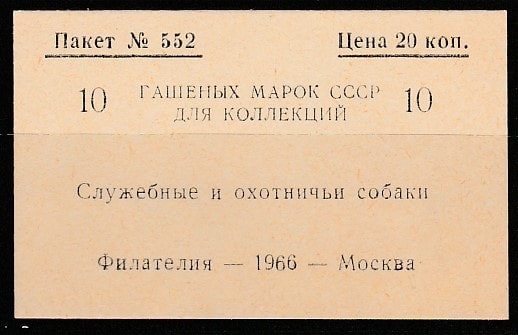 Пакет № 552 Цена 20 коп.
10 ГАШЕНЫХ МАРОК СССР 10
ДЛЯ КОЛЛЕКЦИЙ
Служебные и охотничьи собаки
Филателия — 1966 — Москва